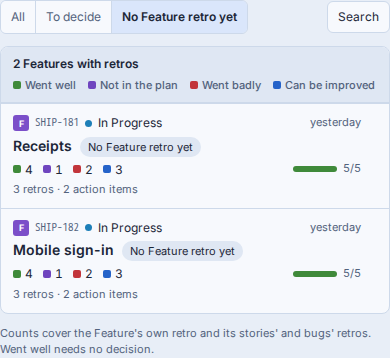 All To decide No Feature retro yet Search
2 Features with retros
Went well Not in the plan Went badly Can be improved
F SHIP-181 In Progress yesterday
Receipts No Feature retro yet
4 1 2 3 5/5
3 retros · 2 action items
F SHIP-182 In Progress yesterday
Mobile sign-in No Feature retro yet
4 1 2 3 5/5
3 retros · 2 action items
Counts cover the Feature's own retro and its stories' and bugs' retros.
Went well needs no decision.